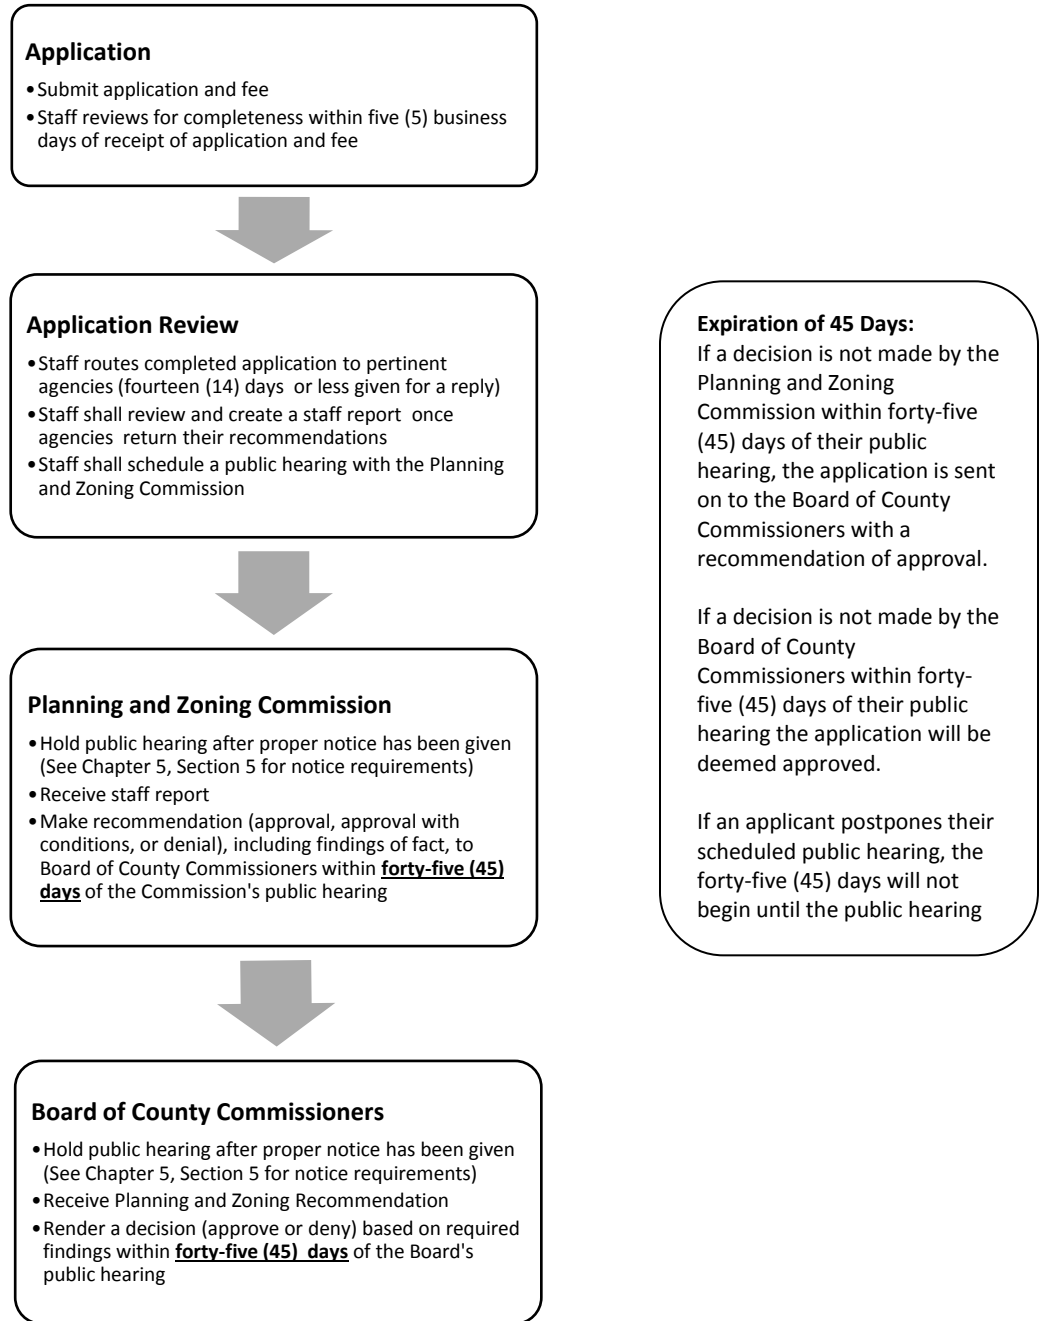 Application
•Submit application and fee
•Staff reviews for completeness within five (5) business
days of receipt of application and fee
Application Review
•Staff routes completed application to pertinent
agencies (fourteen (14) days  or less given for a reply)
•Staff shall review and create a staff report  once
agencies  return their recommendations
•Staff shall schedule a public hearing with the Planning
and Zoning Commission
Planning and Zoning Commission
•Hold public hearing after proper notice has been given
(See Chapter 5, Section 5 for notice requirements)
•Receive staff report
•Make recommendation (approval, approval with
conditions, or denial), including findings of fact, to
Board of County Commissioners within forty-five (45)
days of the Commission's public hearing
Board of County Commissioners
•Hold public hearing after proper notice has been given
(See Chapter 5, Section 5 for notice requirements)
•Receive Planning and Zoning Recommendation
•Render a decision (approve or deny) based on required
findings within forty-five (45)  days of the Board's
public hearing
Expiration of 45 Days:
If a decision is not made by the
Planning and Zoning
Commission within forty-five
(45) days of their public
hearing, the application is sent
on to the Board of County
Commissioners with a
recommendation of approval.
If a decision is not made by the
Board of County
Commissioners within forty-
five (45) days of their public
hearing the application will be
deemed approved.
If an applicant postpones their
scheduled public hearing, the
forty-five (45) days will not
begin until the public hearing